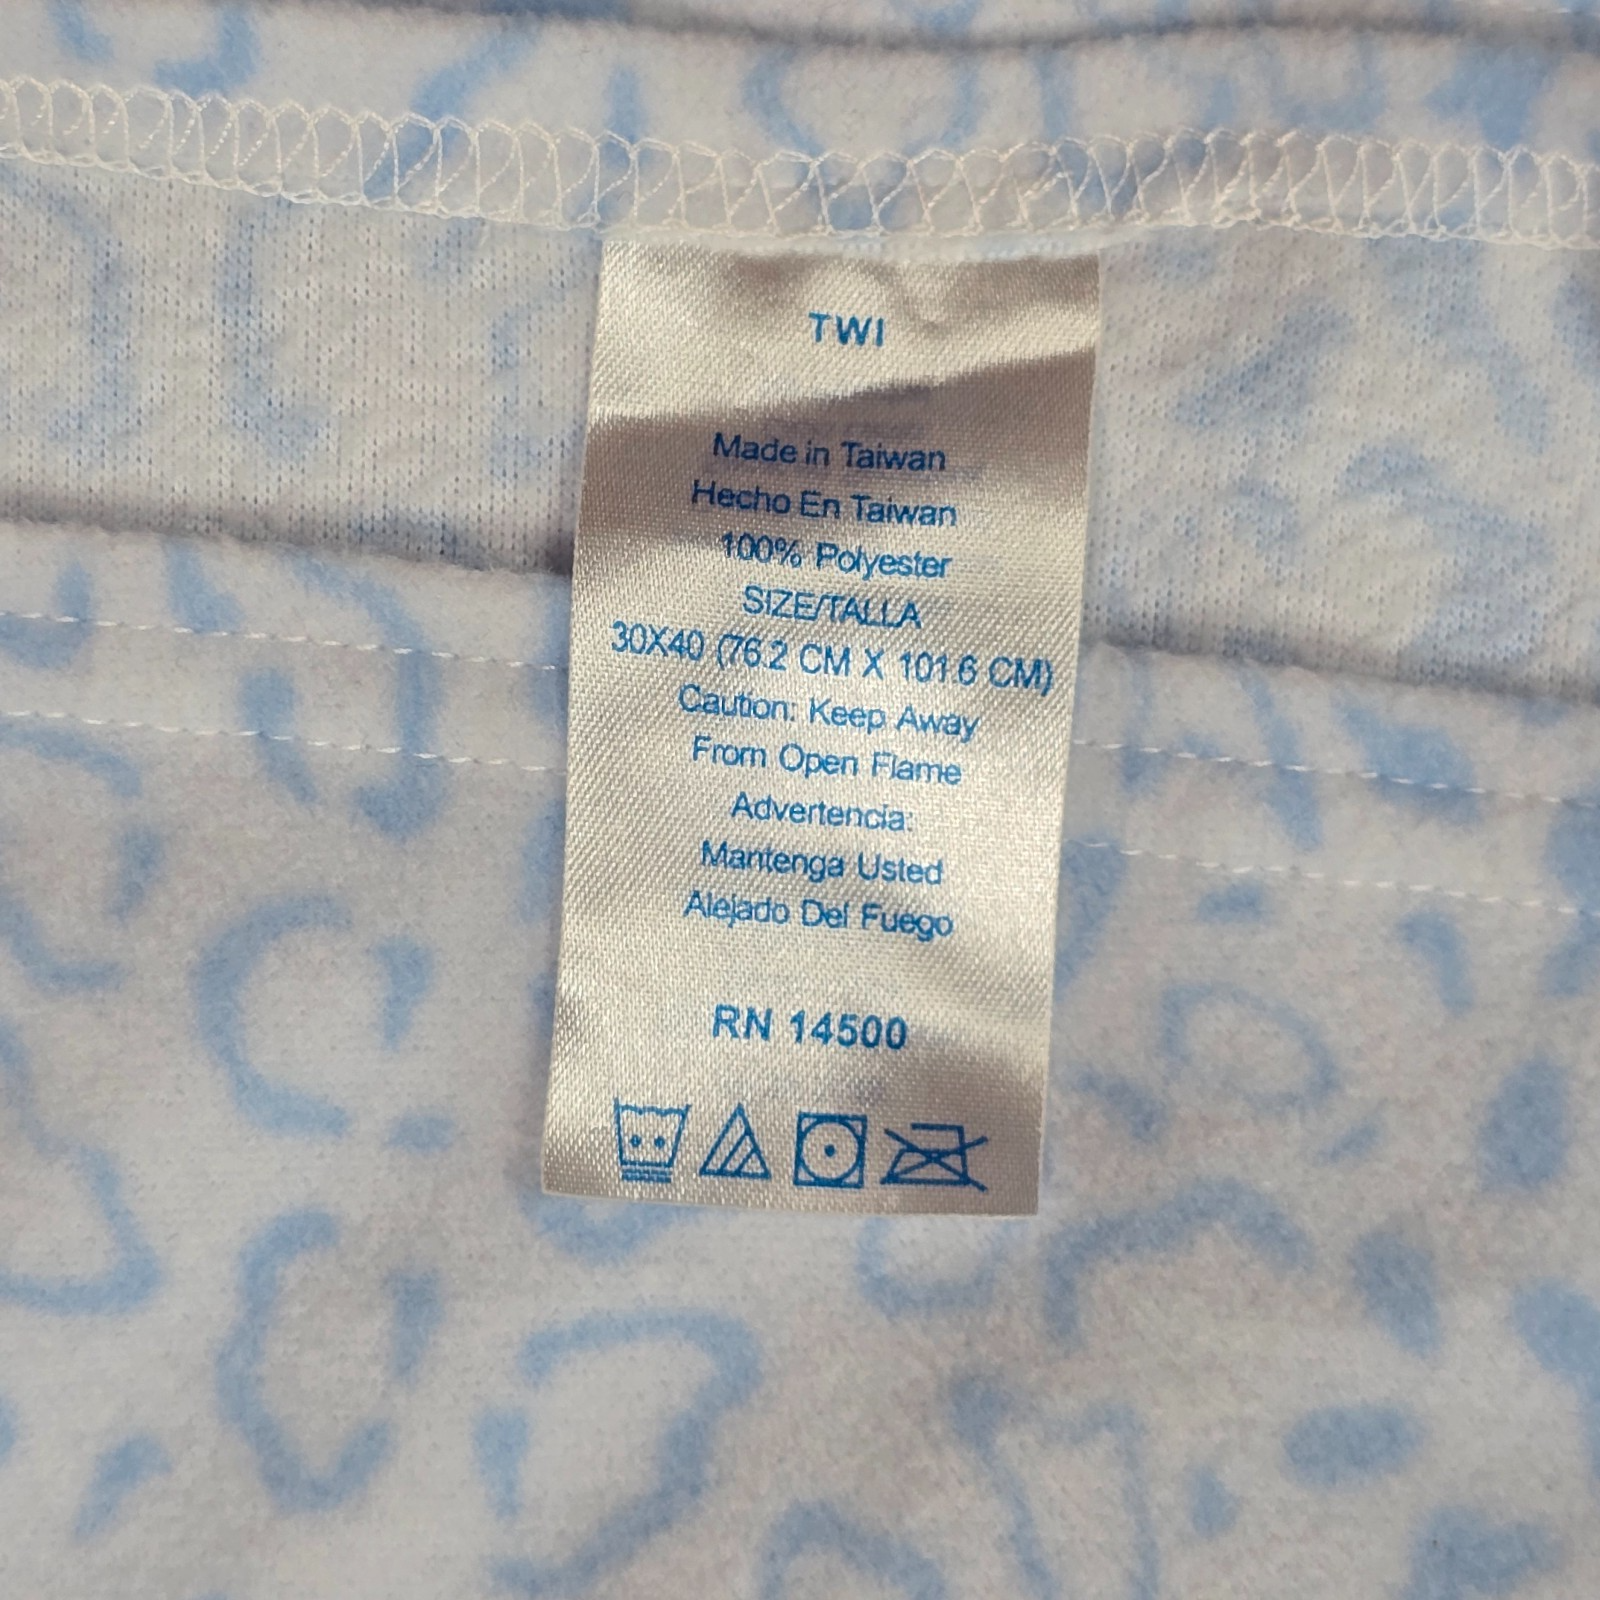 TWI
Made in Taiwan
Hecho En Taiwan
100% Polyester
SIZE/TALLA
30X40 (76.2 CM X 101.6 CM)
Caution: Keep Away
From Open Flame
Advertencia:
Mantenga Usted
Alejado Del Fuego
RN 14500